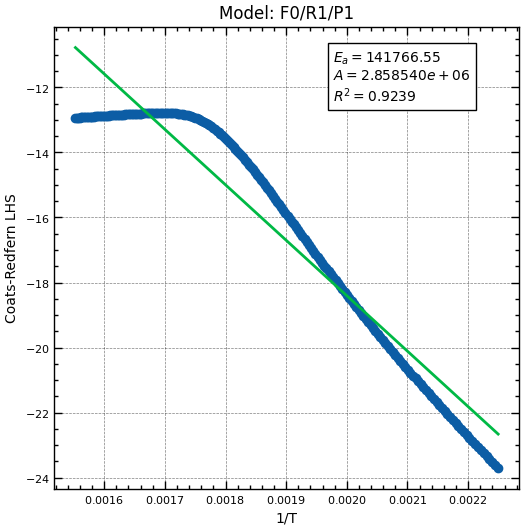 Model: F0/R1/P1
E_a = 141766.55
A = 2.858540e + 06
R² = 0.9239
−12
−14
−16
−18
−20
−22
−24
Coats-Redfern LHS
0.0016 0.0017 0.0018 0.0019 0.0020 0.0021 0.0022
1/T